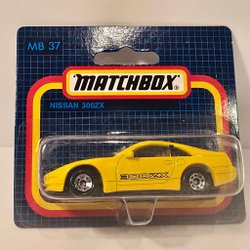 MB 37
MATCHBOX®
NISSAN 300ZX
300ZX